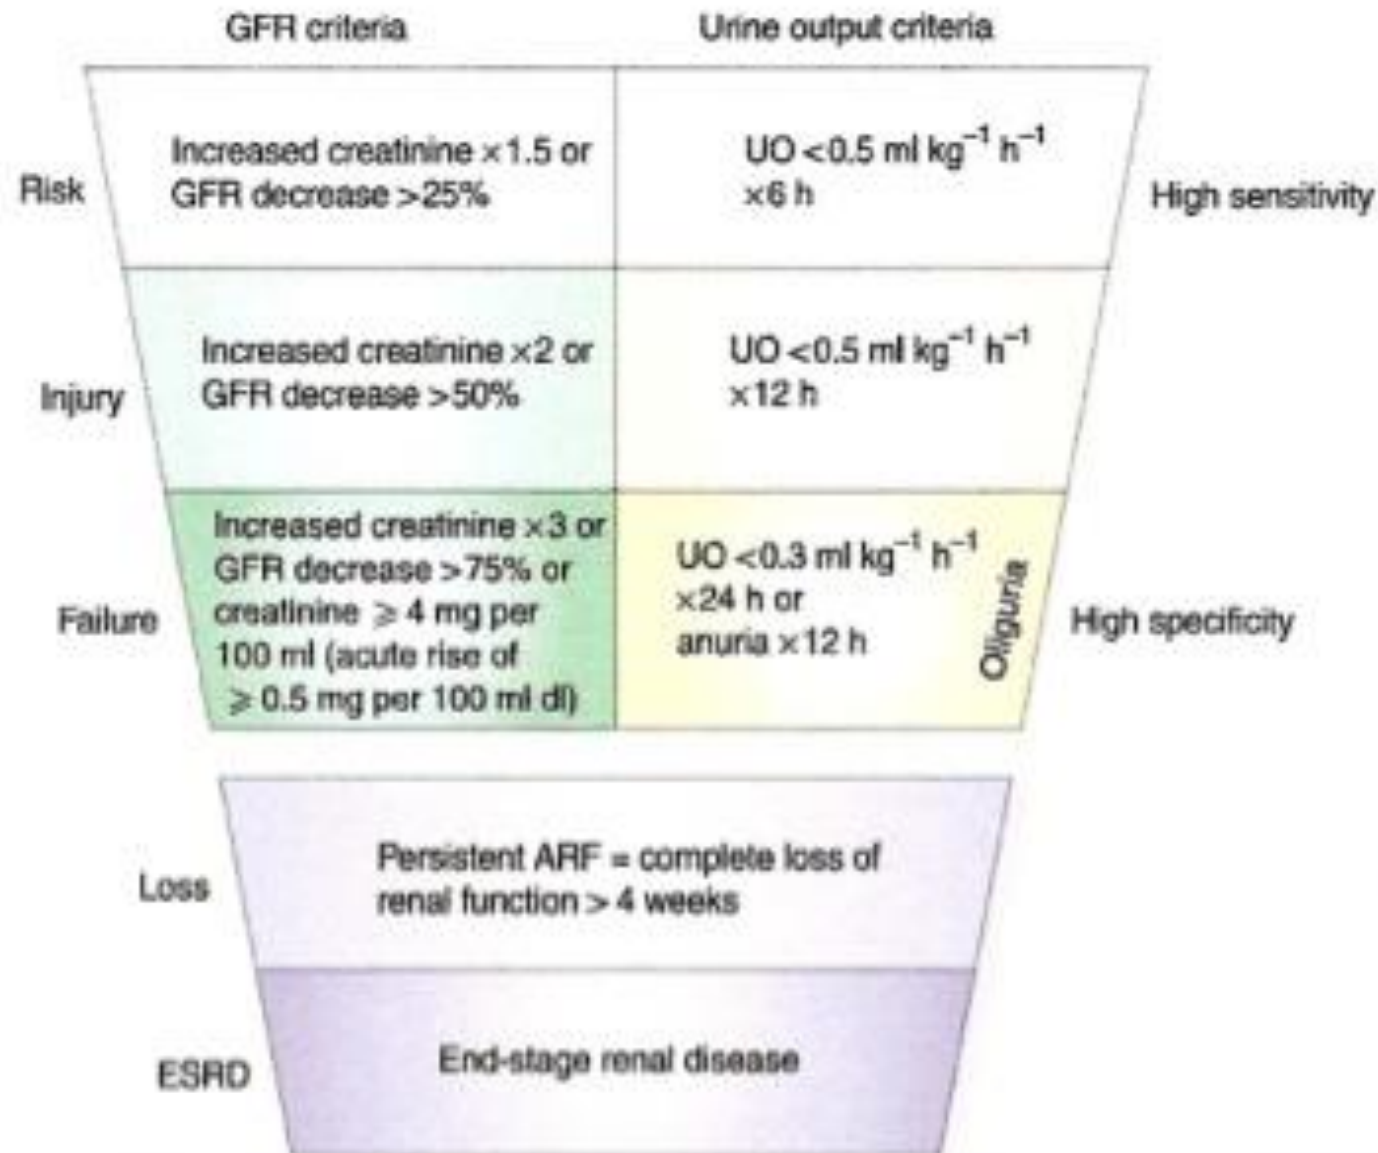 GFR criteria
Urine output criteria
Risk
Increased creatinine ×1.5 or
GFR decrease >25%
UO <0.5 ml kg⁻¹ h⁻¹
×6 h
High sensitivity
Injury
Increased creatinine ×2 or
GFR decrease >50%
UO <0.5 ml kg⁻¹ h⁻¹
×12 h
Failure
Increased creatinine ×3 or
GFR decrease >75% or
creatinine ⩾ 4 mg per
100 ml (acute rise of
⩾ 0.5 mg per 100 ml dl)
UO <0.3 ml kg⁻¹ h⁻¹
×24 h or
anuria ×12 h
Oliguria
High specificity
Loss
Persistent ARF = complete loss of
renal function > 4 weeks
ESRD
End-stage renal disease